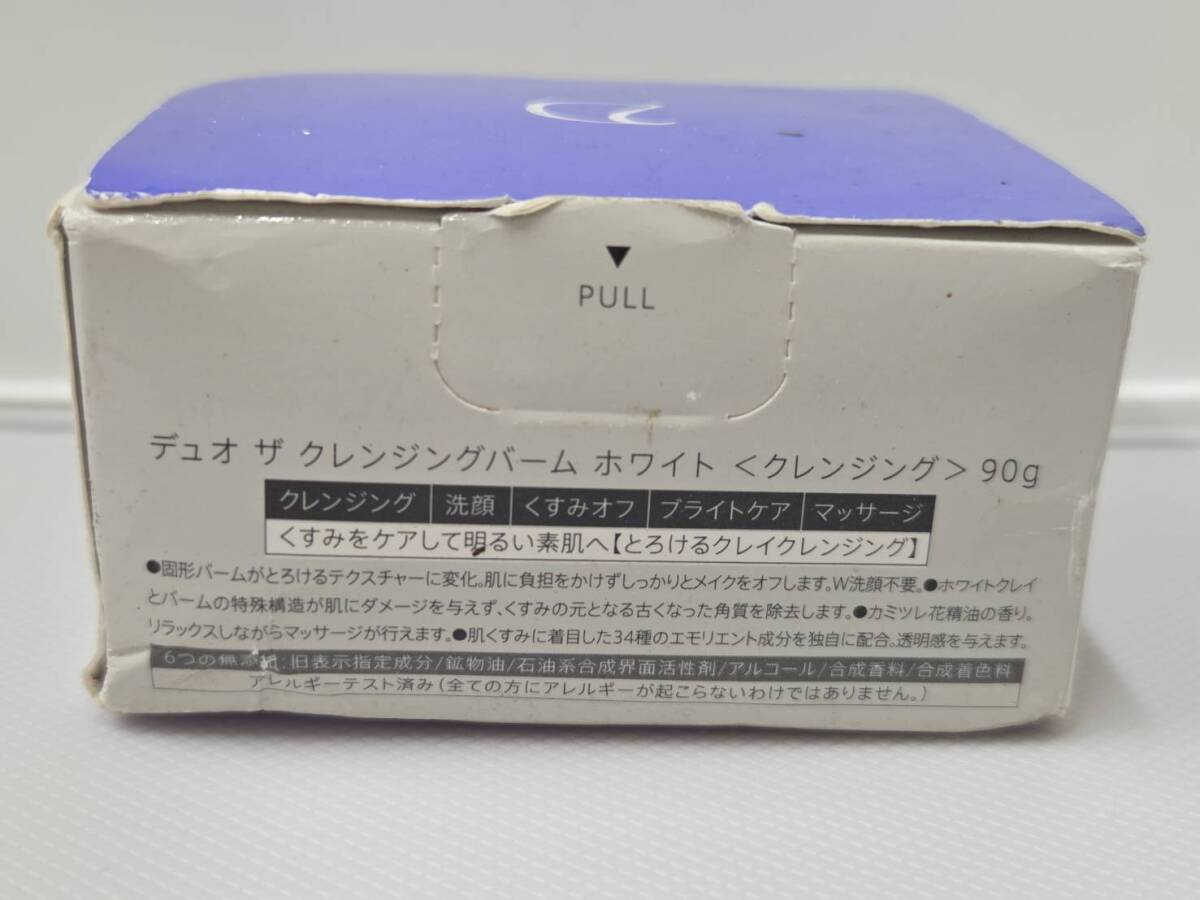 ▼
PULL
デュオ ザ クレンジングバーム ホワイト <クレンジング> 90g
クレンジング 洗顔 くすみオフ ブライトケア マッサージ
くすみをケアして明るい素肌へ【とろけるクレイクレンジング】
●固形バームがとろけるテクスチャーに変化。肌に負担をかけずしっかりとメイクをオフします。W洗顔不要。●ホワイトクレイ
とバームの特殊構造が肌にダメージを与えず、くすみの元となる古くなった角質を除去します。●カミツレ花精油の香り。
リラックスしながらマッサージが行えます。●肌くすみに着目した34種のエモリエント成分を独自に配合。透明感を与えます。
6つの無添加:旧表示指定成分/鉱物油/石油系合成界面活性剤/アルコール/合成香料/合成着色料
アレルギーテスト済み(全ての方にアレルギーが起こらないわけではありません。)